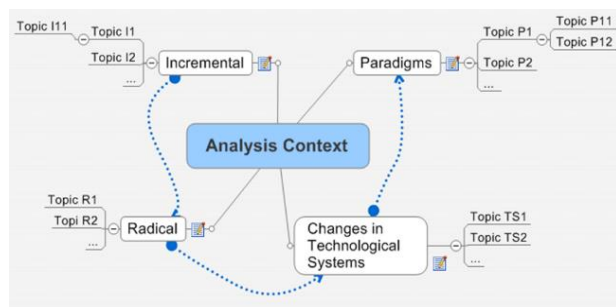 Topic I11
Topic I1
Topic I2
...
Incremental
Paradigms
Topic P1
Topic P11
Topic P12
Topic P2
...
Analysis Context
Topic R1
Topi R2
...
Radical
Changes in
Technological
Systems
Topic TS1
Topic TS2
...